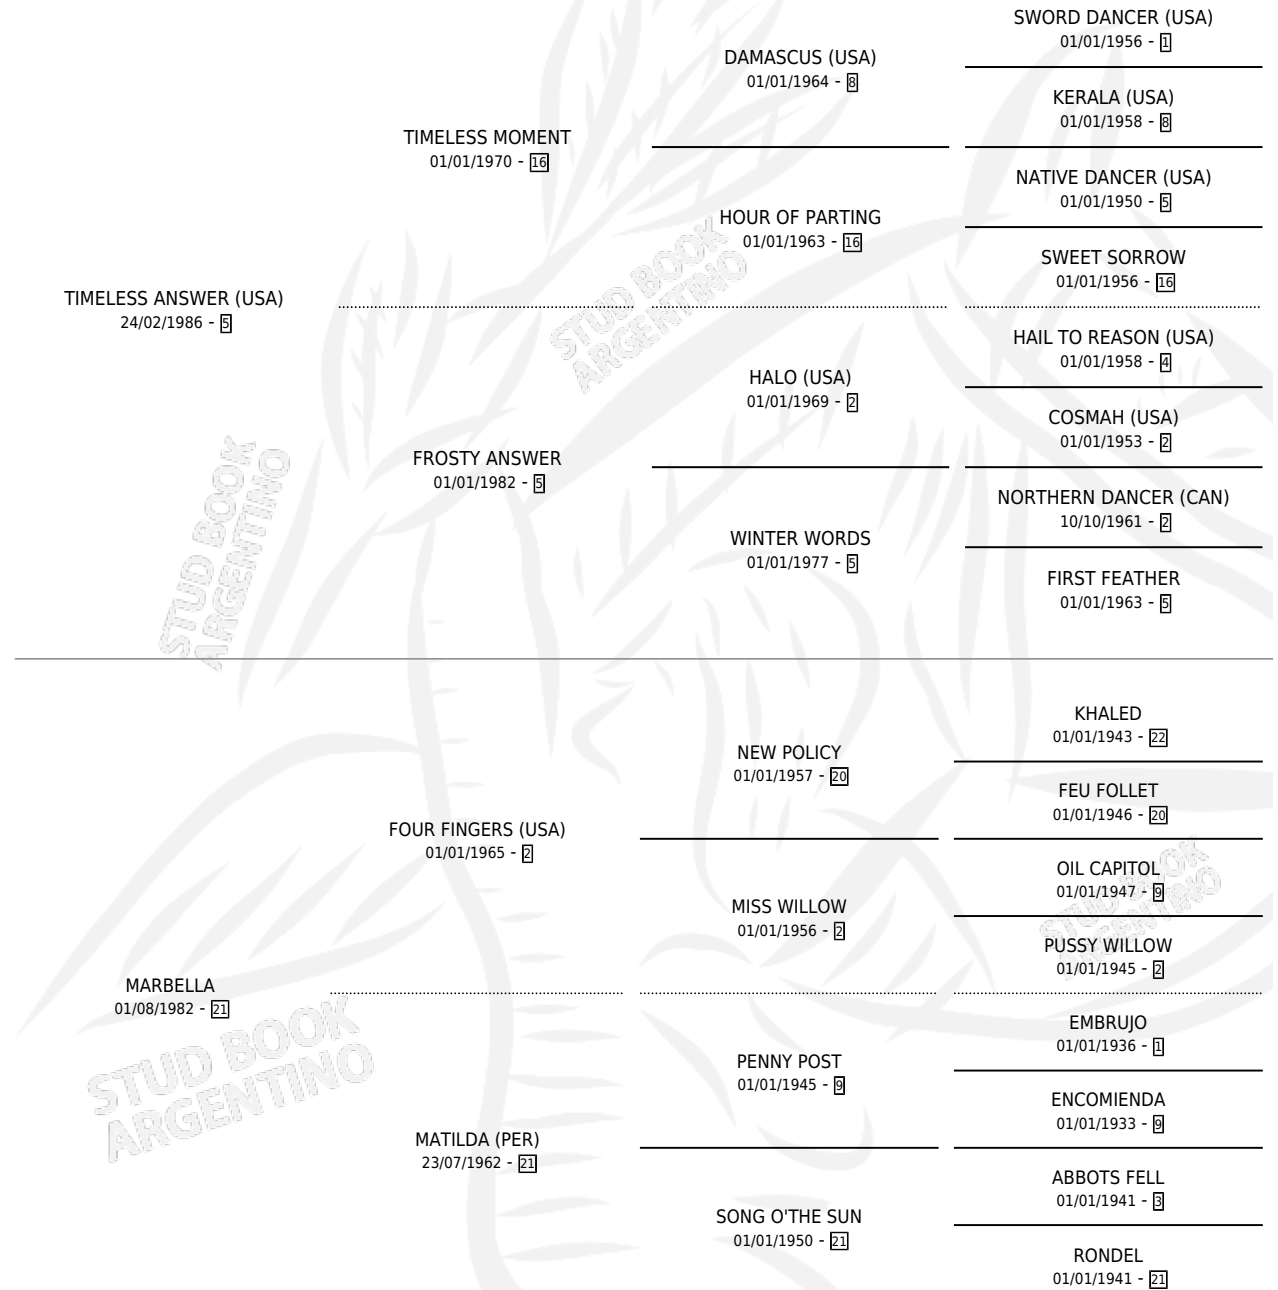 SWORD DANCER (USA)
01/01/1956 - 1
DAMASCUS (USA)
01/01/1964 - 8
KERALA (USA)
01/01/1958 - 8
TIMELESS MOMENT
01/01/1970 - 16
NATIVE DANCER (USA)
01/01/1950 - 5
HOUR OF PARTING
01/01/1963 - 16
SWEET SORROW
01/01/1956 - 16
TIMELESS ANSWER (USA)
24/02/1986 - 5
HAIL TO REASON (USA)
01/01/1958 - 4
HALO (USA)
01/01/1969 - 2
COSMAH (USA)
01/01/1953 - 2
FROSTY ANSWER
01/01/1982 - 5
NORTHERN DANCER (CAN)
10/10/1961 - 2
WINTER WORDS
01/01/1977 - 5
FIRST FEATHER
01/01/1963 - 5
STUD BOOK
ARGENTINO
STUD BOOK
ARGENTINO
KHALED
01/01/1943 - 22
NEW POLICY
01/01/1957 - 20
FEU FOLLET
01/01/1946 - 20
FOUR FINGERS (USA)
01/01/1965 - 2
OIL CAPITOL
01/01/1947 - 9
MISS WILLOW
01/01/1956 - 2
PUSSY WILLOW
01/01/1945 - 2
STUD BOOK
ARGENTINO
MARBELLA
01/08/1982 - 21
EMBRUJO
01/01/1936 - 1
PENNY POST
01/01/1945 - 9
ENCOMIENDA
01/01/1933 - 9
STUD BOOK
ARGENTINO
MATILDA (PER)
23/07/1962 - 21
ABBOTS FELL
01/01/1941 - 3
SONG O'THE SUN
01/01/1950 - 21
RONDEL
01/01/1941 - 21